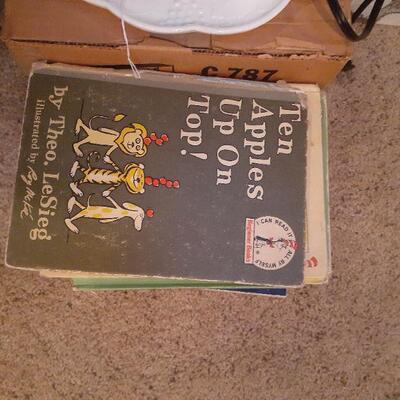 C 787
Ten
Apples
Up On
Top!
by Theo. LeSieg
illustrated by Roy McKie
I CAN READ IT ALL BY MYSELF
Beginner Books